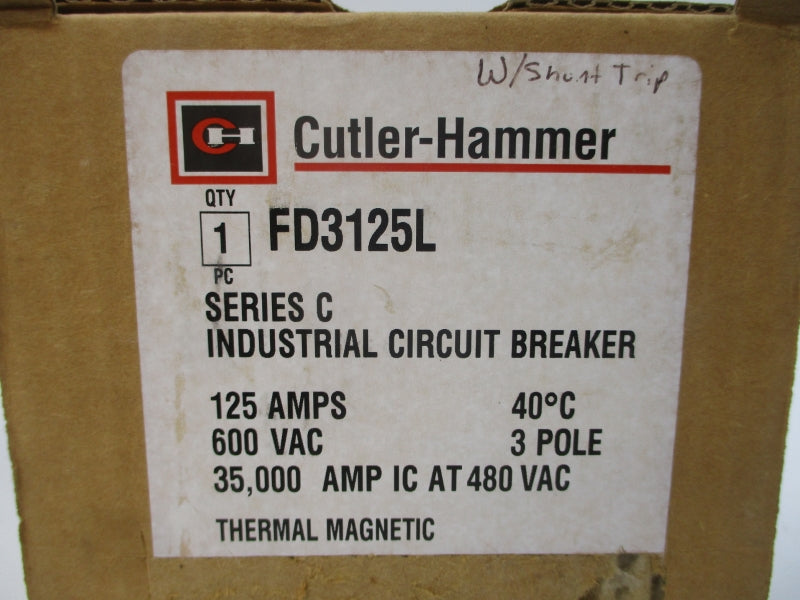 W/Shunt Trip
CH
Cutler-Hammer
QTY
1
PC
FD3125L
SERIES C
INDUSTRIAL CIRCUIT BREAKER
125 AMPS 40°C
600 VAC 3 POLE
35,000 AMP IC AT 480 VAC
THERMAL MAGNETIC